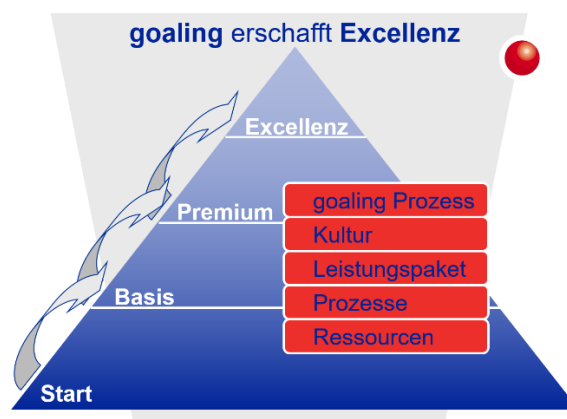 goaling erschafft Excellenz
Excellenz
Premium
goaling Prozess
Kultur
Leistungspaket
Basis
Prozesse
Ressourcen
Start